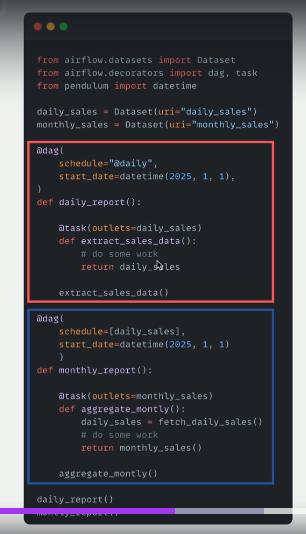 from airflow.datasets import Dataset
from airflow.decorators import dag, task
from pendulum import datetime

daily_sales = Dataset(uri="daily_sales")
monthly_sales = Dataset(uri="monthly_sales")

@dag(
    schedule="@daily",
    start_date=datetime(2025, 1, 1),
)
def daily_report():

    @task(outlets=daily_sales)
    def extract_sales_data():
        # do some work
        return daily_sales

    extract_sales_data()

@dag(
    schedule=[daily_sales],
    start_date=datetime(2025, 1, 1)
    )
def monthly_report():

    @task(outlets=monthly_sales)
    def aggregate_montly():
        daily_sales = fetch_daily_sales()
        # do some work
        return monthly_sales()

    aggregate_montly()

daily_report()
monthly_report()